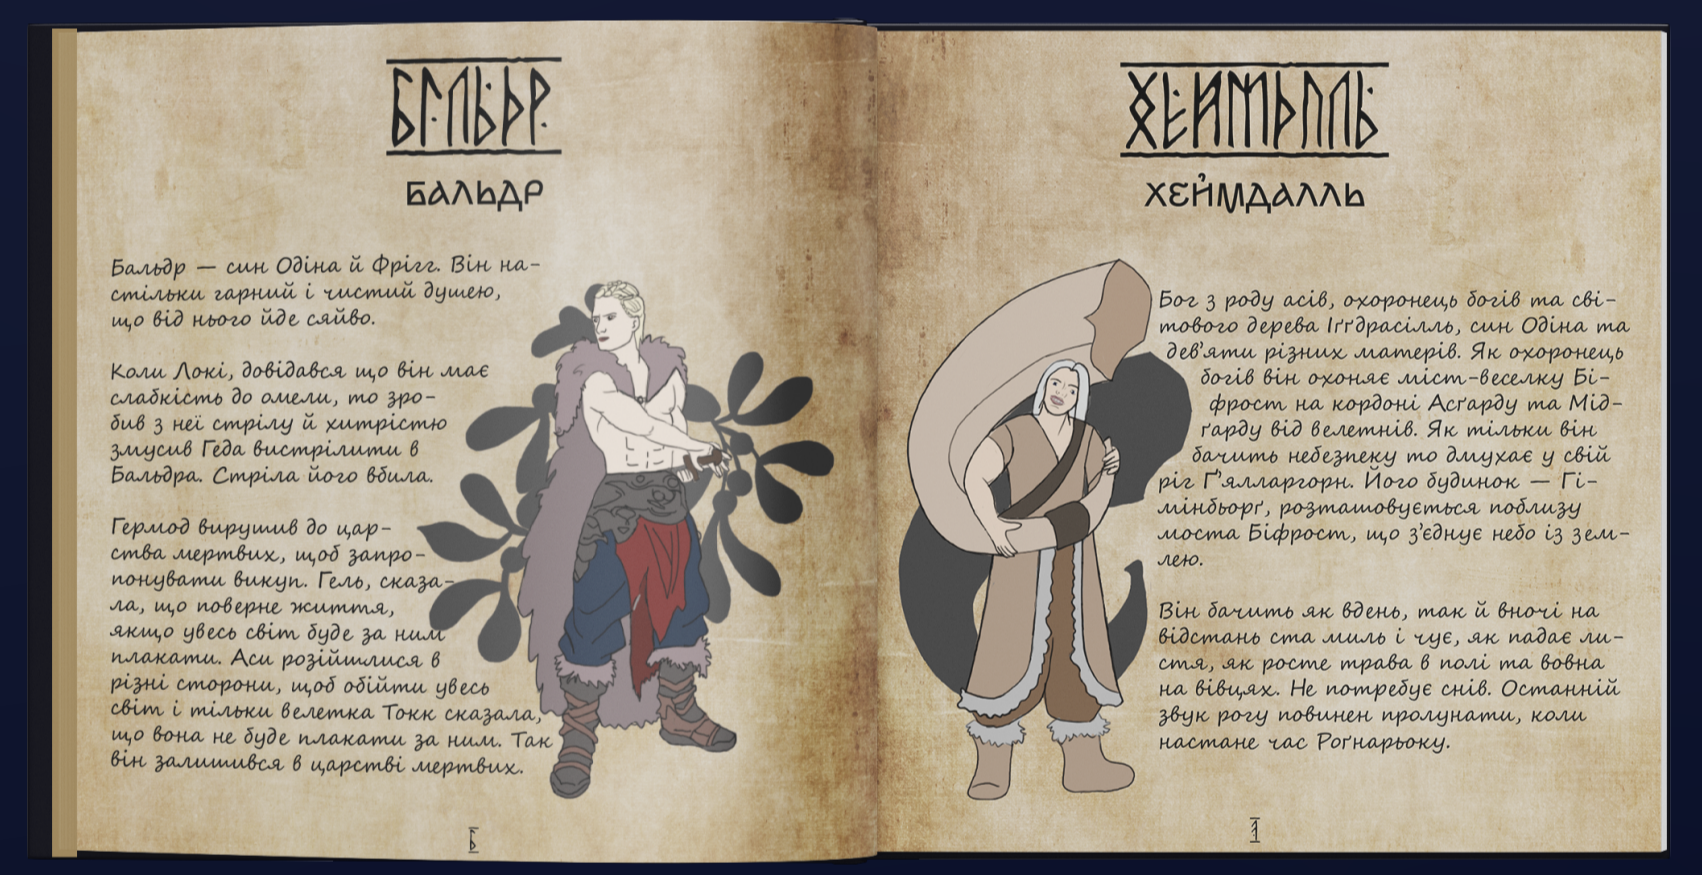 БАЛЬДР
БАЛЬДР
Бальдр — син Одіна й Фрігг. Він на-
стільки гарний і чистий душею,
що від нього йде сяйво.
Коли Локі, довідався що він має
слабкість до омели, то зро-
бив з неї стрілу й хитрістю
змусив Геда вистрілити в
Бальдра. Стріла його вбила.
Гермод вирушив до цар-
ства мертвих, щоб запро-
понувати викуп. Гель, сказа-
ла, що поверне життя,
якщо увесь світ буде за ним
плакати. Аси розійшлися в
різні сторони, щоб обійти увесь
світ і тільки велетка Токк сказала,
що вона не буде плакати за ним. Так
він залишився в царстві мертвих.
6
ХЕЙМДАЛЛЬ
ХЕЙМДАЛЛЬ
Бог з роду асів, охоронець богів та сві-
тового дерева Іґґдрасілль, син Одіна та
дев'яти різних матерів. Як охоронець
богів він охоняє міст-веселку Бі-
фрост на кордоні Асґарду та Мід-
ґарду від велетнів. Як тільки він
бачить небезпеку то дмухає у свій
ріг Ґ'яллархорн. Його будинок — Гі-
мінбьорґ, розташовується поблизу
моста Біфрост, що з'єднує небо із зем-
лею.
Він бачить як вдень, так й вночі на
відстань ста миль і чує, як падає ли-
стя, як росте трава в полі та вовна
на вівцях. Не потребує снів. Останній
звук рогу повинен пролунати, коли
настане час Роґнарьоку.